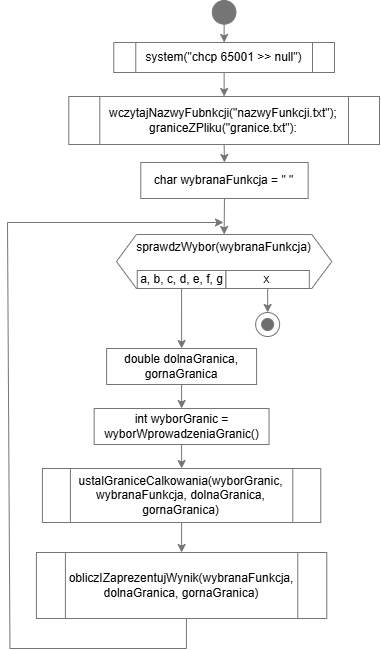 system("chcp 65001 >> null")
wczytajNazwyFubnkcji("nazwyFunkcji.txt");
graniceZPliku("granice.txt"):
char wybranaFunkcja = " "
sprawdzWybor(wybranaFunkcja)
a, b, c, d, e, f, g
x
double dolnaGranica,
gornaGranica
int wyborGranic =
wyborWprowadzeniaGranic()
ustalGraniceCalkowania(wyborGranic,
wybranaFunkcja, dolnaGranica,
gornaGranica)
obliczIZaprezentujWynik(wybranaFunkcja,
dolnaGranica, gornaGranica)